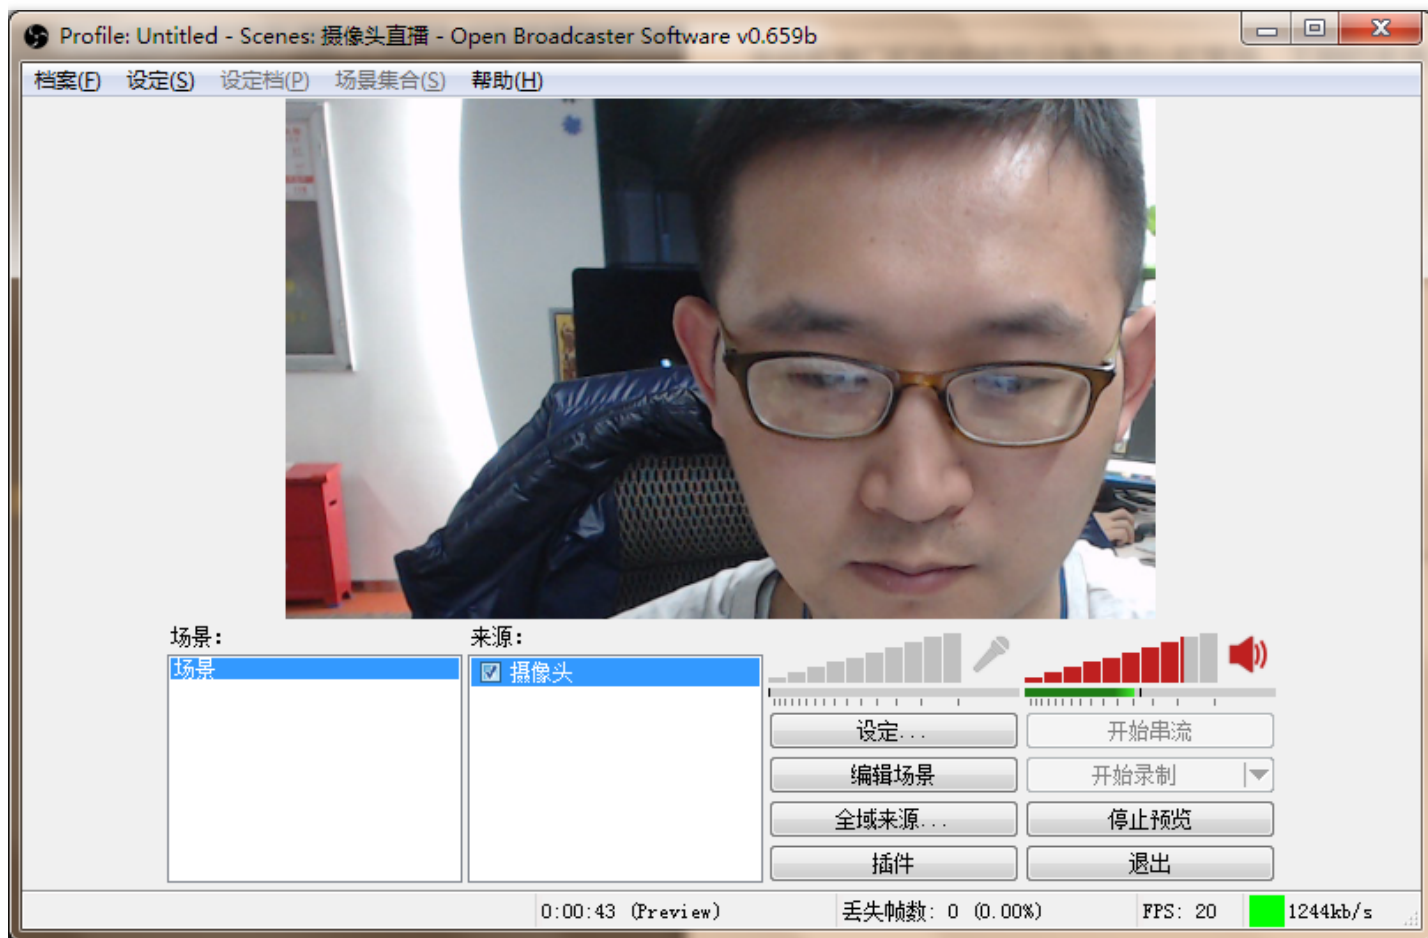 Profile: Untitled - Scenes: 摄像头直播 - Open Broadcaster Software v0.659b
档案(F) 设定(S) 设定档(P) 场景集合(S) 帮助(H)
场景: 来源:
场景 摄像头
设定... 开始串流
编辑场景 开始录制
全域来源... 停止预览
插件 退出
0:00:43 (Preview) 丢失帧数: 0 (0.00%) FPS: 20 1244kb/s